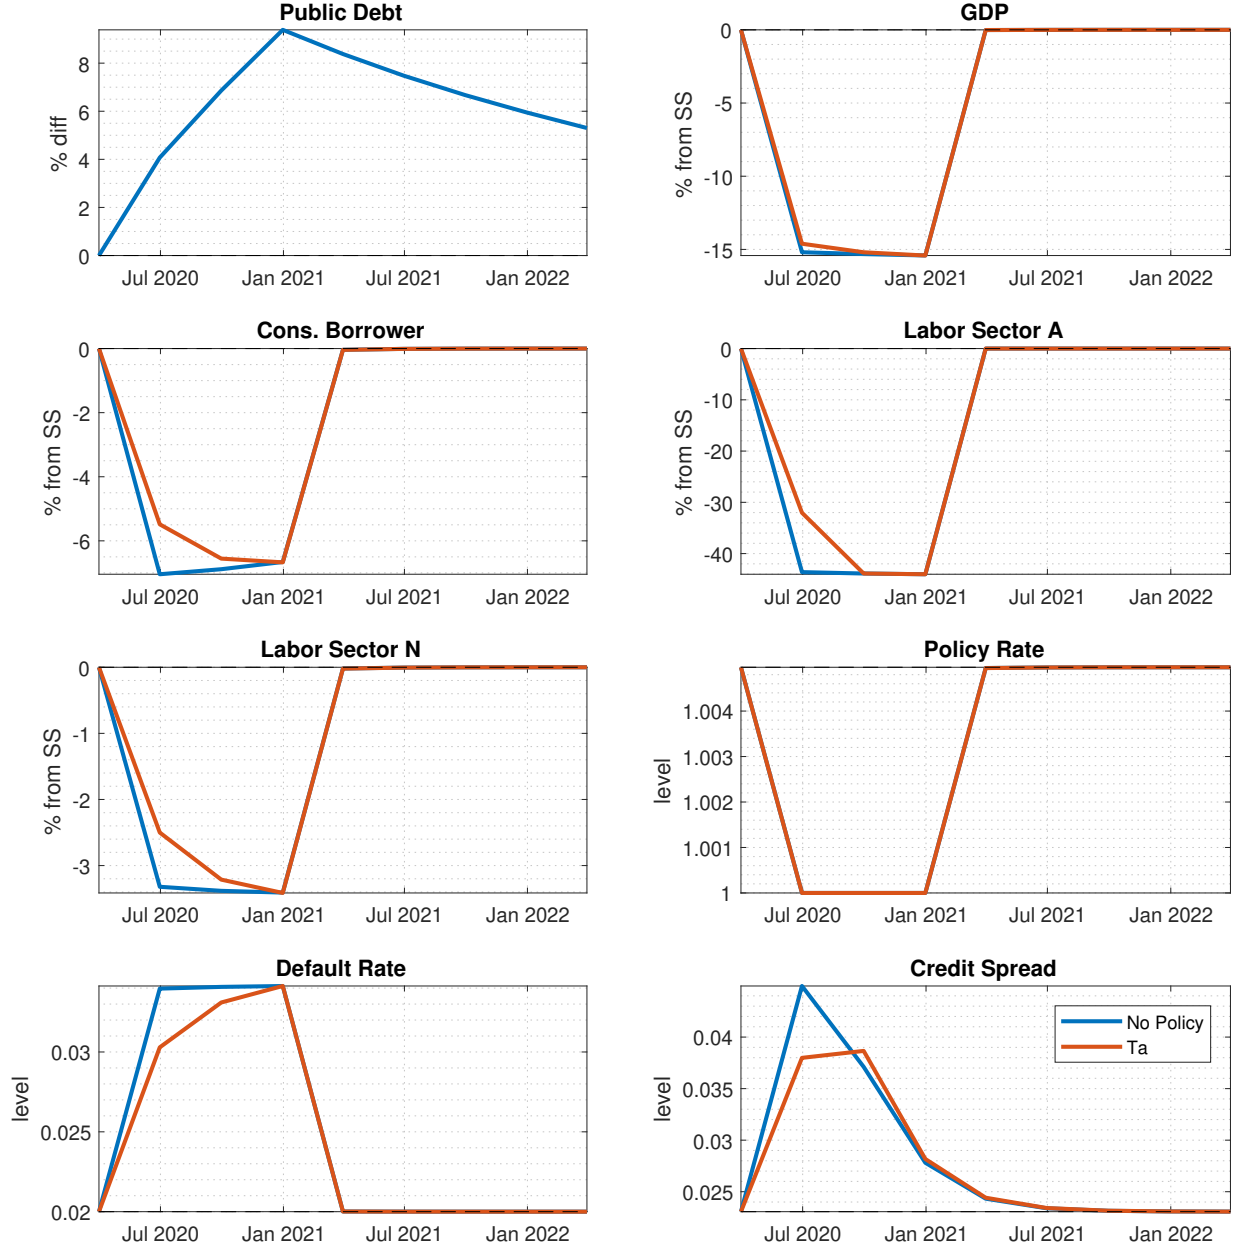 Public Debt
% diff
8
6
4
2
0
Jul 2020 Jan 2021 Jul 2021 Jan 2022
GDP
% from SS
0
-5
-10
-15
Jul 2020 Jan 2021 Jul 2021 Jan 2022
Cons. Borrower
% from SS
0
-2
-4
-6
Jul 2020 Jan 2021 Jul 2021 Jan 2022
Labor Sector A
% from SS
0
-10
-20
-30
-40
Jul 2020 Jan 2021 Jul 2021 Jan 2022
Labor Sector N
% from SS
0
-1
-2
-3
Jul 2020 Jan 2021 Jul 2021 Jan 2022
Policy Rate
level
1.004
1.003
1.002
1.001
1
Jul 2020 Jan 2021 Jul 2021 Jan 2022
Default Rate
level
0.03
0.025
0.02
Jul 2020 Jan 2021 Jul 2021 Jan 2022
Credit Spread
level
0.04
0.035
0.03
0.025
No Policy
Ta
Jul 2020 Jan 2021 Jul 2021 Jan 2022